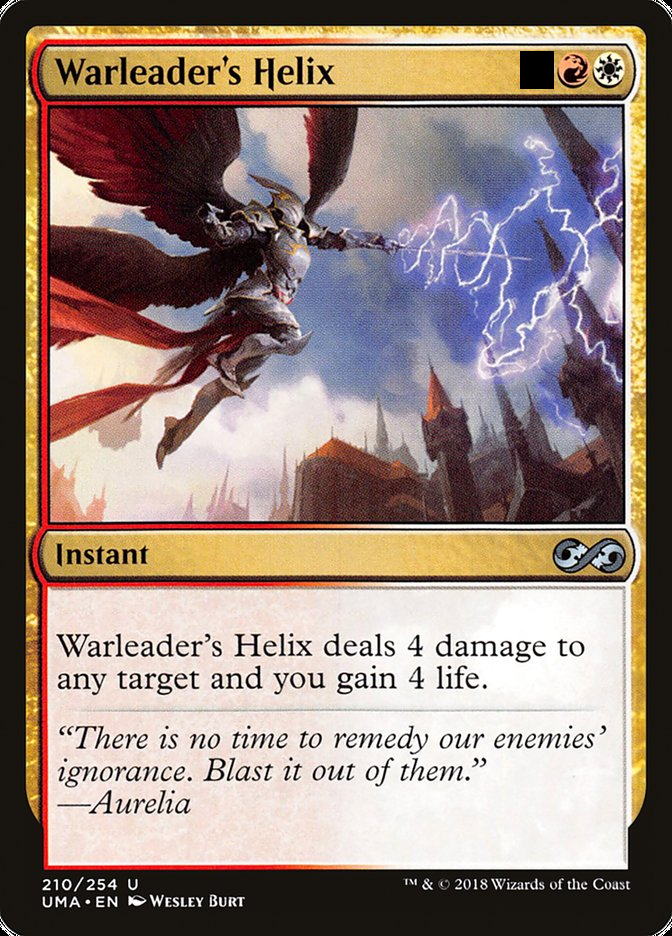 Warleader's Helix
Instant
Warleader's Helix deals 4 damage to
any target and you gain 4 life.
“There is no time to remedy our enemies’
ignorance. Blast it out of them.”
—Aurelia
210/254 U
™ & © 2018 Wizards of the Coast
UMA • EN Wesley Burt